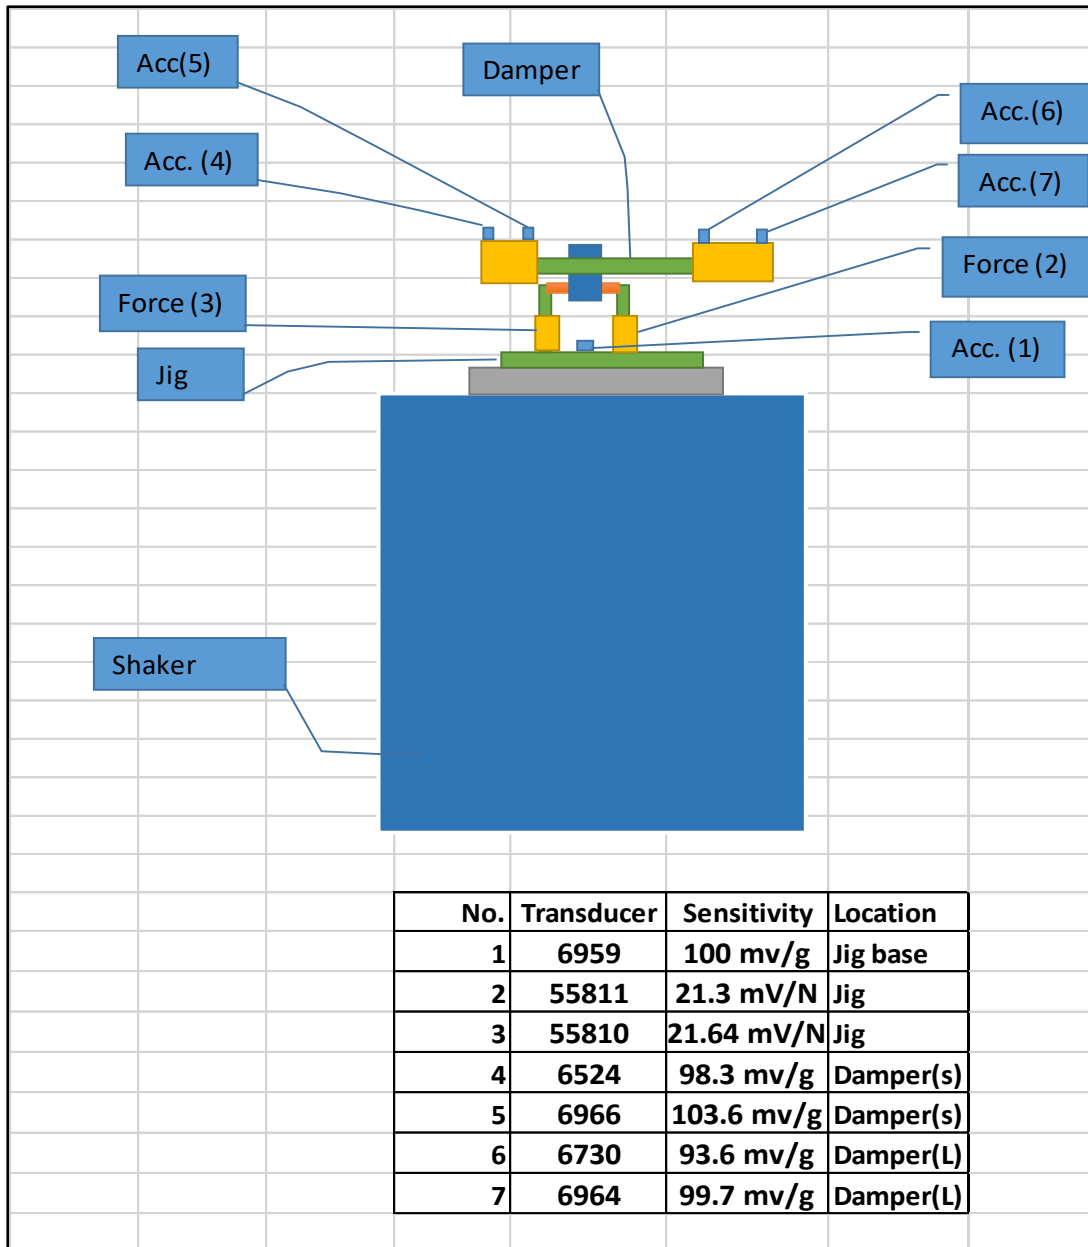 Acc(5)
Damper
Acc.(6)
Acc. (4)
Acc.(7)
Force (2)
Force (3)
Acc. (1)
Jig
Shaker
No. Transducer Sensitivity Location
1 6959 100 mv/g Jig base
2 55811 21.3 mV/N Jig
3 55810 21.64 mV/N Jig
4 6524 98.3 mv/g Damper(s)
5 6966 103.6 mv/g Damper(s)
6 6730 93.6 mv/g Damper(L)
7 6964 99.7 mv/g Damper(L)